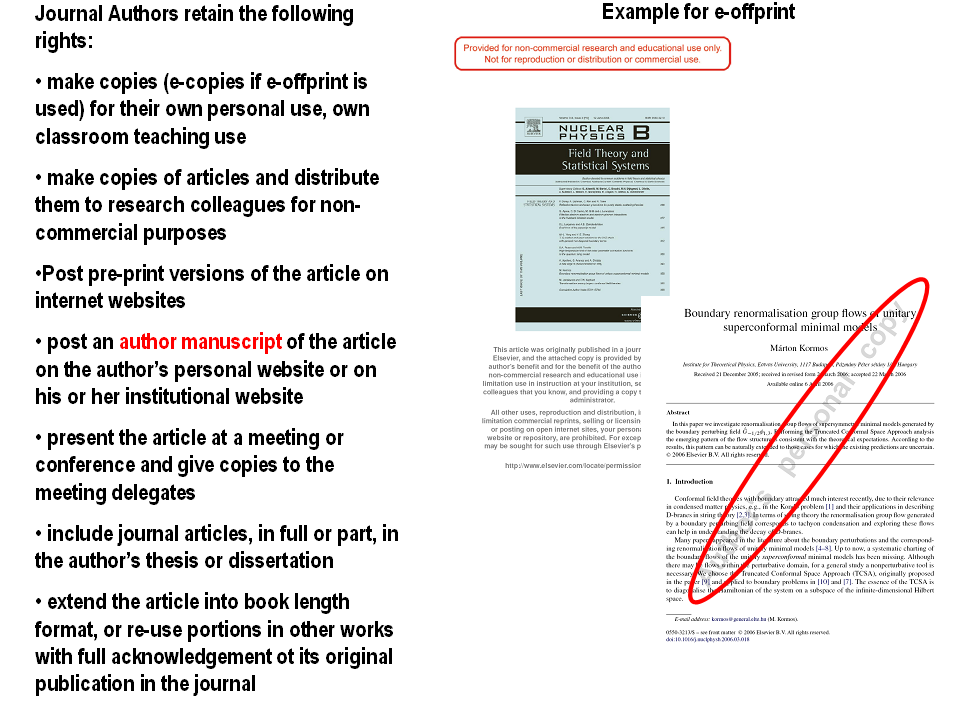 Journal Authors retain the following
rights:
• make copies (e-copies if e-offprint is
used) for their own personal use, own
classroom teaching use
• make copies of articles and distribute
them to research colleagues for non-
commercial purposes
•Post pre-print versions of the article on
internet websites
• post an author manuscript of the article
on the author’s personal website or on
his or her institutional website
• present the article at a meeting or
conference and give copies to the
meeting delegates
• include journal articles, in full or part, in
the author’s thesis or dissertation
• extend the article into book length
format, or re-use portions in other works
with full acknowledgement ot its original
publication in the journal
Example for e-offprint
Provided for non-commercial research and educational use only.
Not for reproduction or distribution or commercial use.
NUCLEAR
PHYSICS B
Field Theory and
Statistical Systems
This article was originally published in a jour
Elsevier, and the attached copy is provided by
author’s benefit and for the benefit of the autho
non-commercial research and educational use
limitation use in instruction at your institution, se
colleagues that you know, and providing a copy t
administrator.
All other uses, reproduction and distribution, i
limitation commercial reprints, selling or licensin
or posting on open internet sites, your persona
website or repository, are prohibited. For excep
may be sought for such use through Elsevier’s p
http://www.elsevier.com/locate/permission
Boundary renormalisation group flows of unitary
superconformal minimal models
Márton Kormos
Institute for Theoretical Physics, Eötvös University, 1117 Budapest, Pázmány Péter sétány 1/A, Hungary
Received 21 December 2005; received in revised form 2 March 2006; accepted 22 March 2006
Available online 6 April 2006
Abstract
In this paper we investigate renormalisation group flows of supersymmetric minimal models generated by
the boundary perturbing field Performing the Truncated Conformal Space Approach analysis
the emerging pattern of the flow structure is consistent with the theoretical expectations. According to the
results, this pattern can be naturally extended to those cases for which the existing predictions are uncertain.
© 2006 Elsevier B.V. All rights reserved.
1. Introduction
Conformal field theories with boundary attracted much interest recently, due to their relevance
in condensed matter physics, e.g., in the Kondo problem [1] and their applications in describing
D-branes in string theory [2,3]. In terms of string theory the renormalisation group flow generated
by a boundary perturbing field corresponds to tachyon condensation and exploring these flows
can help in understanding the decay of D-branes.
Many papers appeared in the literature about the boundary perturbations and the correspond-
ing renormalisation flows of unitary minimal models [4–8]. Up to now, a systematic charting of
the boundary flows of the unitary superconformal minimal models has been missing. Although
there may be flows within the perturbative domain, for a general study a nonperturbative tool is
necessary. We choose the Truncated Conformal Space Approach (TCSA), originally proposed
in the paper [9] and applied to boundary problems in [10] and [7]. The essence of the TCSA is
to diagonalise the Hamiltonian of the system on a subspace of the infinite-dimensional Hilbert
space.
E-mail address: kormos@general.elte.hu (M. Kormos).
0550-3213/$ – see front matter © 2006 Elsevier B.V. All rights reserved.
doi:10.1016/j.nuclphysb.2006.03.018
personal copy